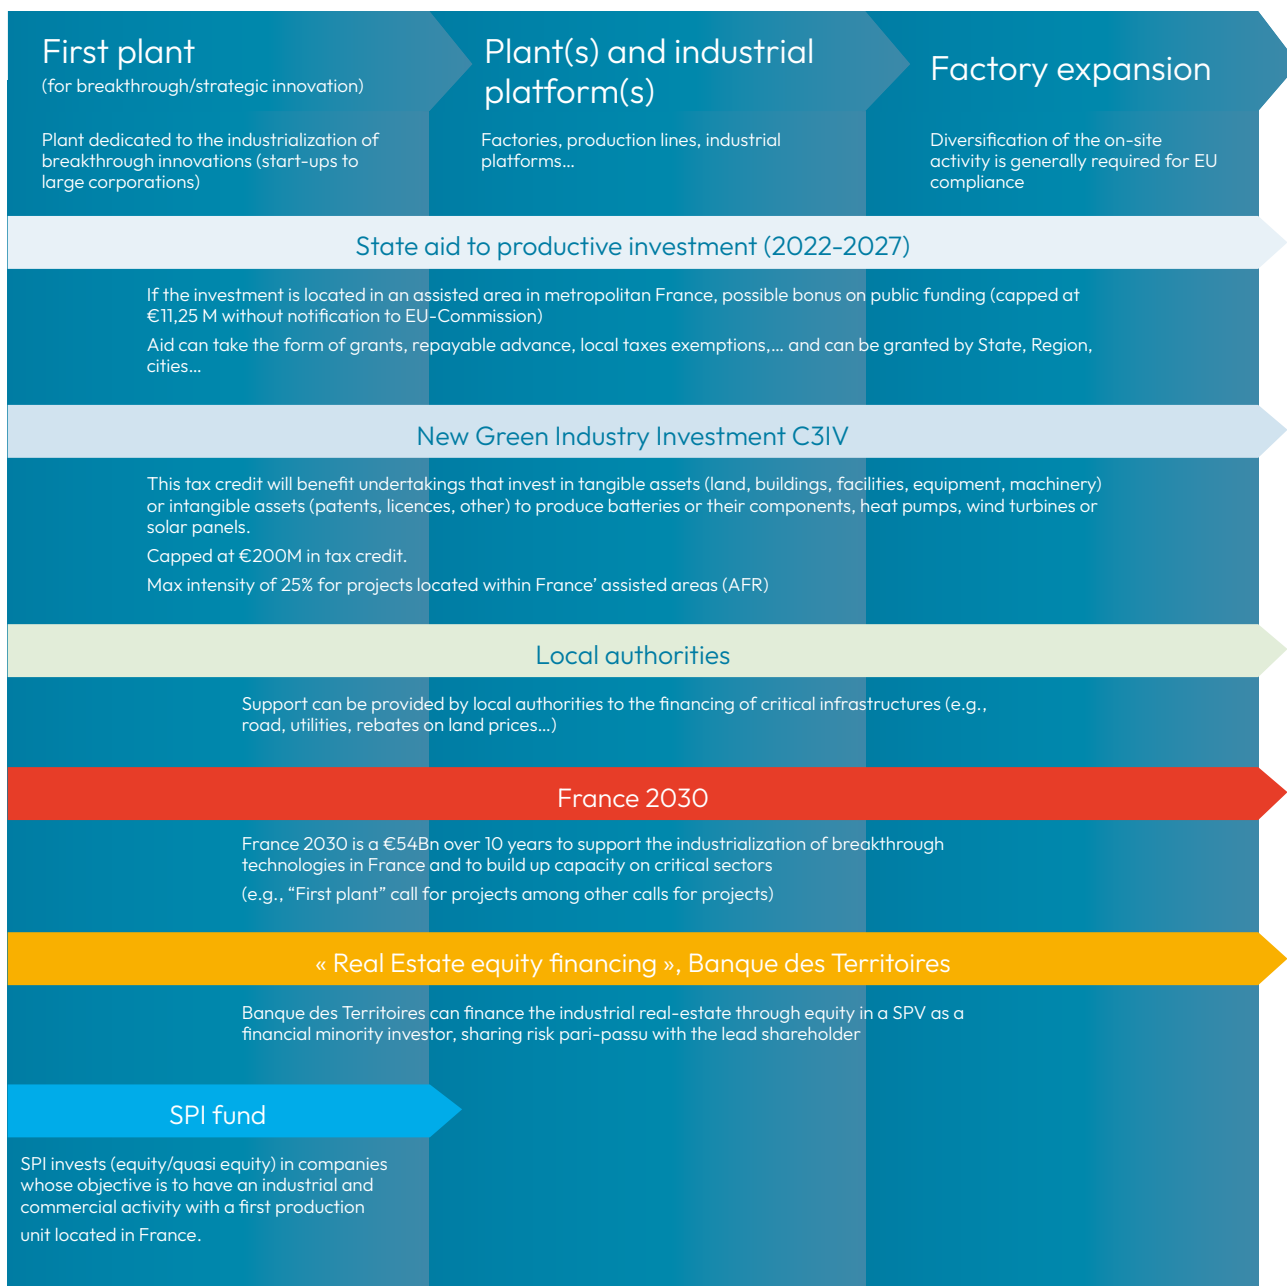 First plant
(for breakthrough/strategic innovation)
Plant dedicated to the industrialization of
breakthrough innovations (start-ups to
large corporations)
Plant(s) and industrial
platform(s)
Factories, production lines, industrial
platforms...
Factory expansion
Diversification of the on-site
activity is generally required for EU
compliance
State aid to productive investment (2022-2027)
If the investment is located in an assisted area in metropolitan France, possible bonus on public funding (capped at
€11,25 M without notification to EU-Commission)
Aid can take the form of grants, repayable advance, local taxes exemptions,... and can be granted by State, Region,
cities...
New Green Industry Investment C3IV
This tax credit will benefit undertakings that invest in tangible assets (land, buildings, facilities, equipment, machinery)
or intangible assets (patents, licences, other) to produce batteries or their components, heat pumps, wind turbines or
solar panels.
Capped at €200M in tax credit.
Max intensity of 25% for projects located within France’ assisted areas (AFR)
Local authorities
Support can be provided by local authorities to the financing of critical infrastructures (e.g.,
road, utilities, rebates on land prices...)
France 2030
France 2030 is a €54Bn over 10 years to support the industrialization of breakthrough
technologies in France and to build up capacity on critical sectors
(e.g., “First plant” call for projects among other calls for projects)
« Real Estate equity financing », Banque des Territoires
Banque des Territoires can finance the industrial real-estate through equity in a SPV as a
financial minority investor, sharing risk pari-passu with the lead shareholder
SPI fund
SPI invests (equity/quasi equity) in companies
whose objective is to have an industrial and
commercial activity with a first production
unit located in France.